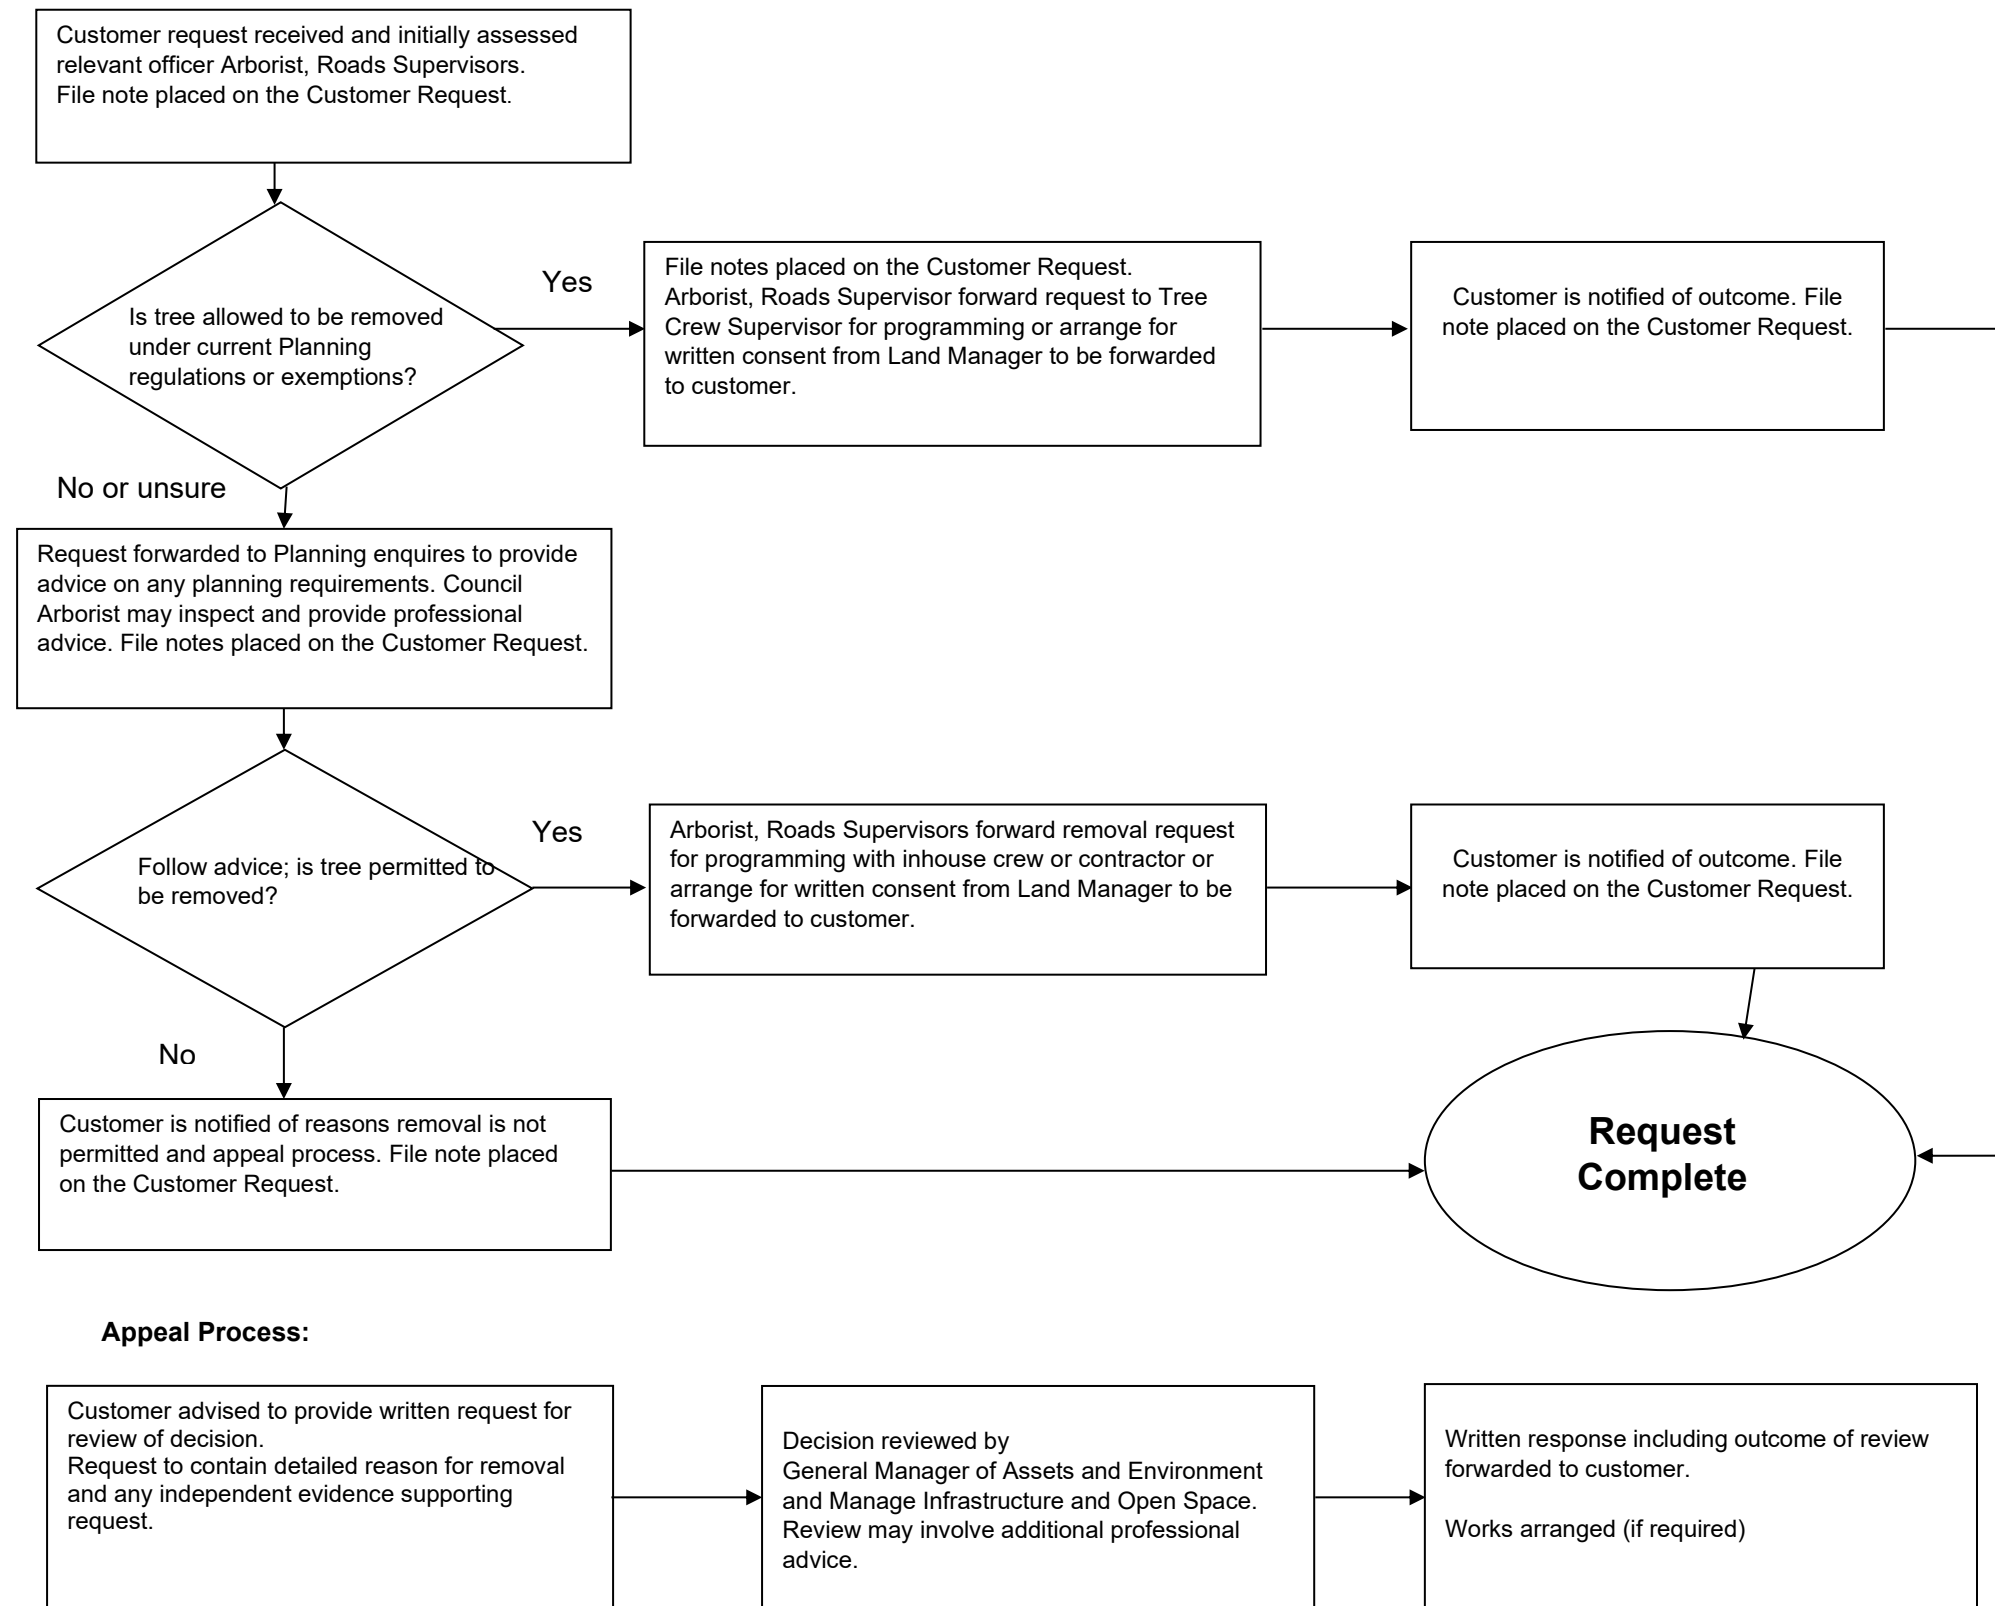 Customer request received and initially assessed
relevant officer Arborist, Roads Supervisors.
File note placed on the Customer Request.
Is tree allowed to be removed
under current Planning
regulations or exemptions?
Yes
File notes placed on the Customer Request.
Arborist, Roads Supervisor forward request to Tree
Crew Supervisor for programming or arrange for
written consent from Land Manager to be forwarded
to customer.
Customer is notified of outcome. File
note placed on the Customer Request.
No or unsure
Request forwarded to Planning enquires to provide
advice on any planning requirements. Council
Arborist may inspect and provide professional
advice. File notes placed on the Customer Request.
Follow advice; is tree permitted to
be removed?
Yes
Arborist, Roads Supervisors forward removal request
for programming with inhouse crew or contractor or
arrange for written consent from Land Manager to be
forwarded to customer.
Customer is notified of outcome. File
note placed on the Customer Request.
No
Customer is notified of reasons removal is not
permitted and appeal process. File note placed
on the Customer Request.
Request
Complete
Appeal Process:
Customer advised to provide written request for
review of decision.
Request to contain detailed reason for removal
and any independent evidence supporting
request.
Decision reviewed by
General Manager of Assets and Environment
and Manage Infrastructure and Open Space.
Review may involve additional professional
advice.
Written response including outcome of review
forwarded to customer.
Works arranged (if required)